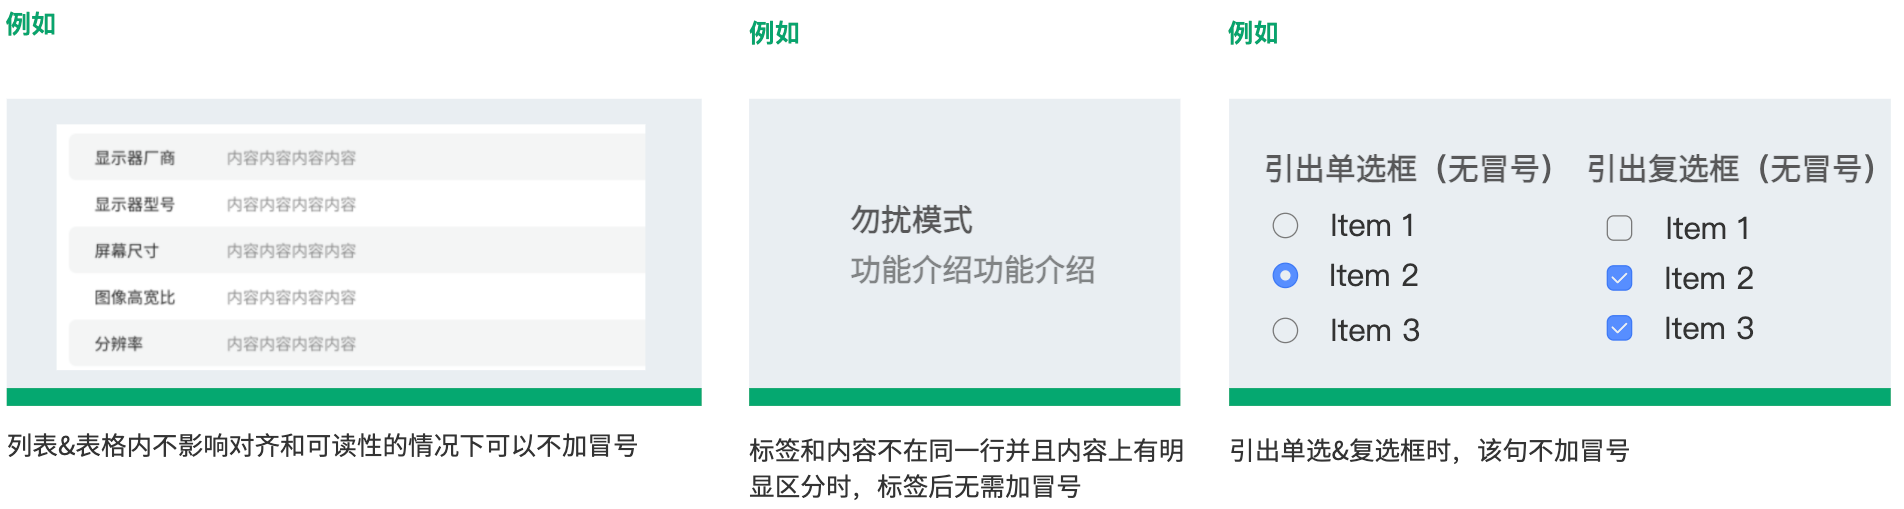 例如
显示器厂商 内容内容内容内容
显示器型号 内容内容内容内容
屏幕尺寸 内容内容内容内容
图像高宽比 内容内容内容内容
分辨率 内容内容内容内容
列表&表格内不影响对齐和可读性的情况下可以不加冒号
例如
勿扰模式
功能介绍功能介绍
标签和内容不在同一行并且内容上有明
显区分时，标签后无需加冒号
例如
引出单选框（无冒号）
Item 1
Item 2
Item 3
引出复选框（无冒号）
Item 1
Item 2
Item 3
引出单选&复选框时，该句不加冒号